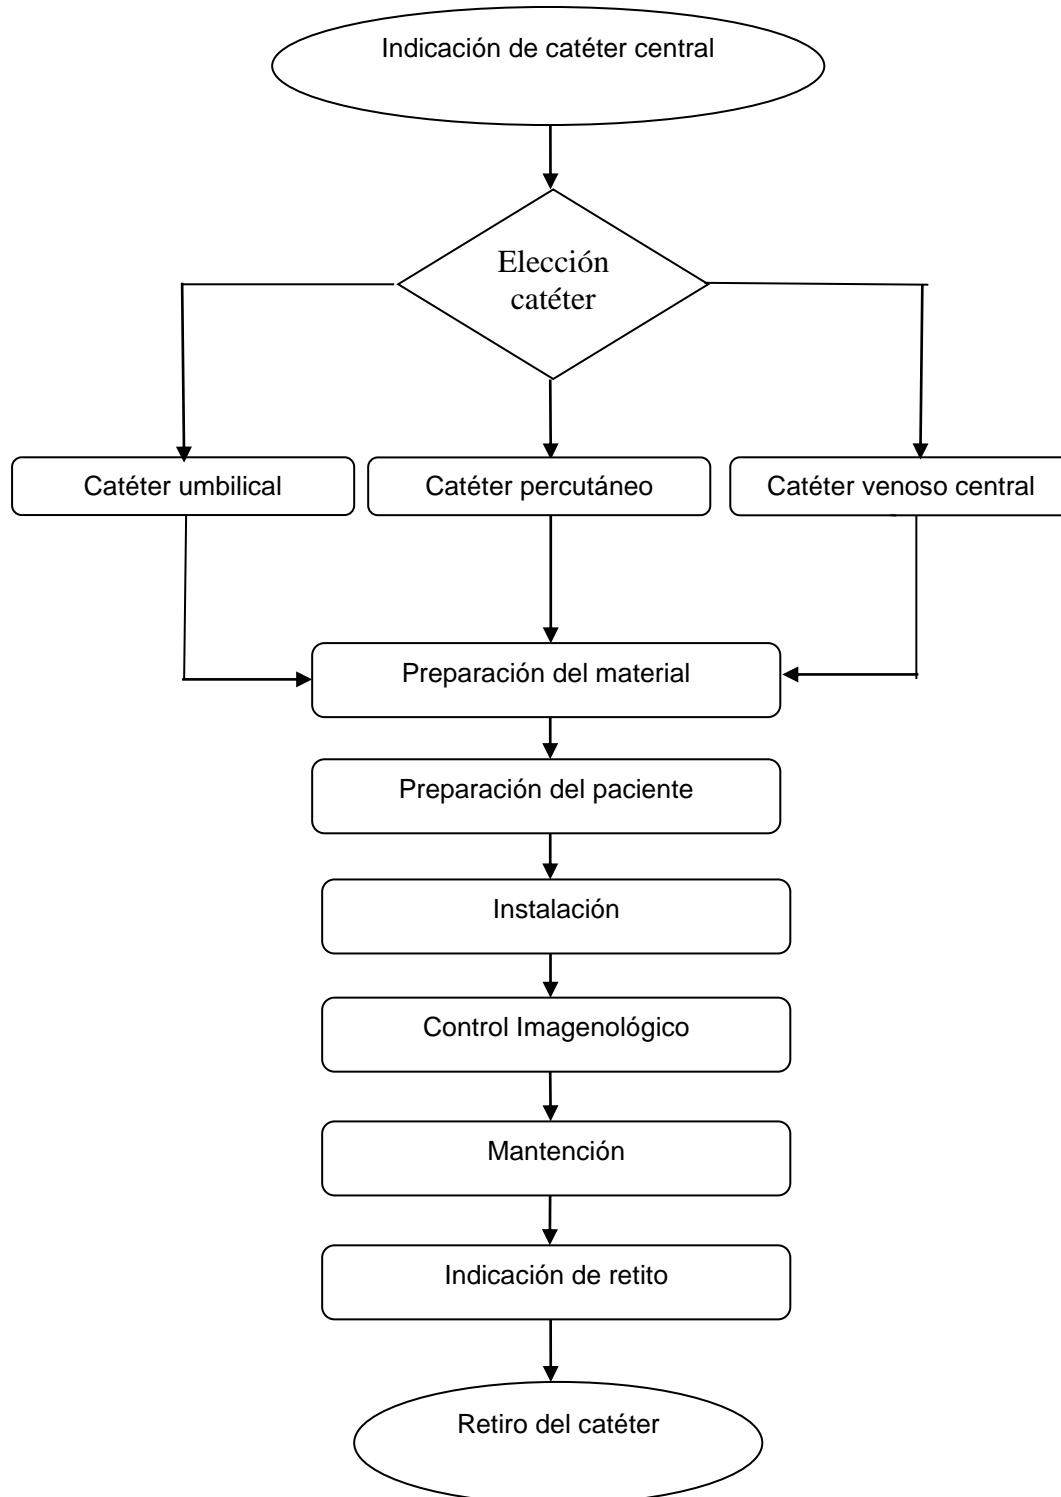 Indicación de catéter central
Elección
catéter
Catéter umbilical
Catéter percutáneo
Catéter venoso central
Preparación del material
Preparación del paciente
Instalación
Control Imagenológico
Mantención
Indicación de retito
Retiro del catéter